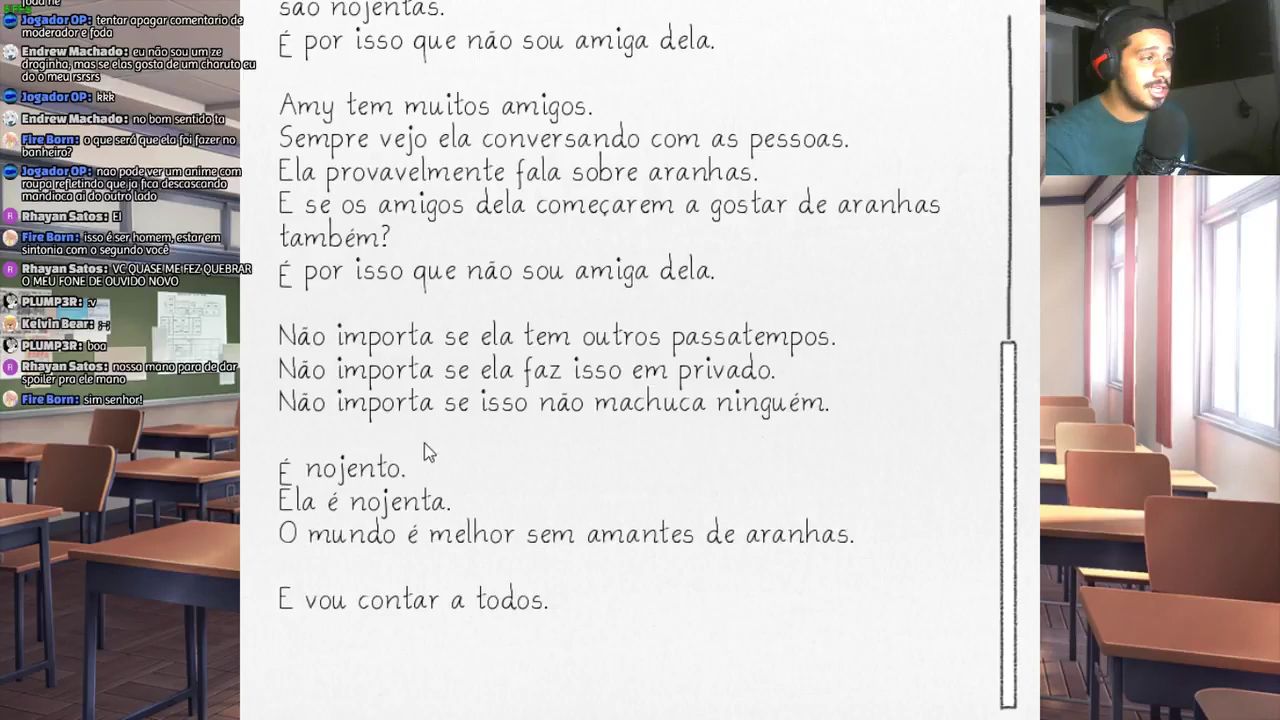 foda né
Jogador OP: tentar apagar comentario de
moderador e foda
Endrew Machado: eu não sou um ze
droginha, mas se elas gosta de um charuto eu
do o meu rsrsrs
Jogador OP: kkk
Endrew Machado: no bom sentido ta
Fire Born: o que será que ela foi fazer no
banheiro?
Jogador OP: nao pode ver um anime com
roupa refletindo que ja fica descascando
mandioca ai do outro lado
R Rhayan Satos: EI
Fire Born: isso é ser homem, estar em
sintonia com o segundo você
R Rhayan Satos: VC QUASE ME FEZ QUEBRAR
O MEU FONE DE OUVIDO NOVO
PLUMP3R: :v
Kelvin Bear: ;-;
PLUMP3R: boa
R Rhayan Satos: nossa mano para de dar
spoiler pra ele mano
Fire Born: sim senhor!
são nojentas.
É por isso que não sou amiga dela.
Amy tem muitos amigos.
Sempre vejo ela conversando com as pessoas.
Ela provavelmente fala sobre aranhas.
E se os amigos dela começarem a gostar de aranhas
também?
É por isso que não sou amiga dela.
Não importa se ela tem outros passatempos.
Não importa se ela faz isso em privado.
Não importa se isso não machuca ninguém.
É nojento.
Ela é nojenta.
O mundo é melhor sem amantes de aranhas.
E vou contar a todos.